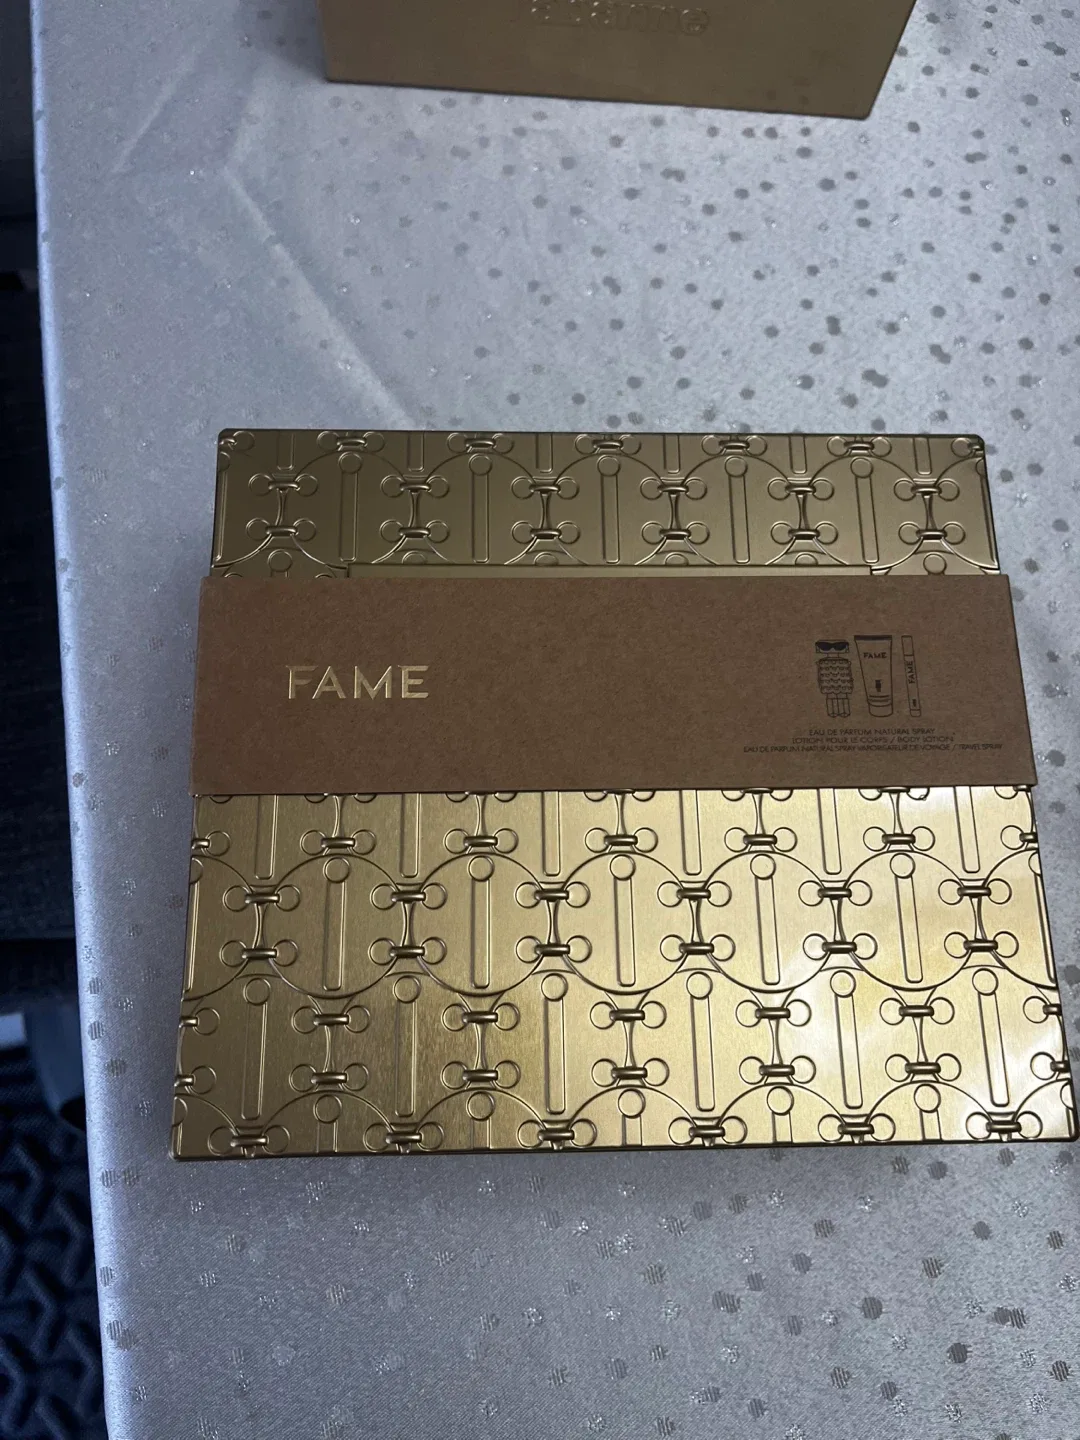 FAME
FAME
FAME
EAU DE PARFUM NATURAL SPRAY
LOTION POUR LE CORPS / BODY LOTION
EAU DE PARFUM NATURAL SPRAY VAPORISATEUR DE VOYAGE / TRAVEL SPRAY